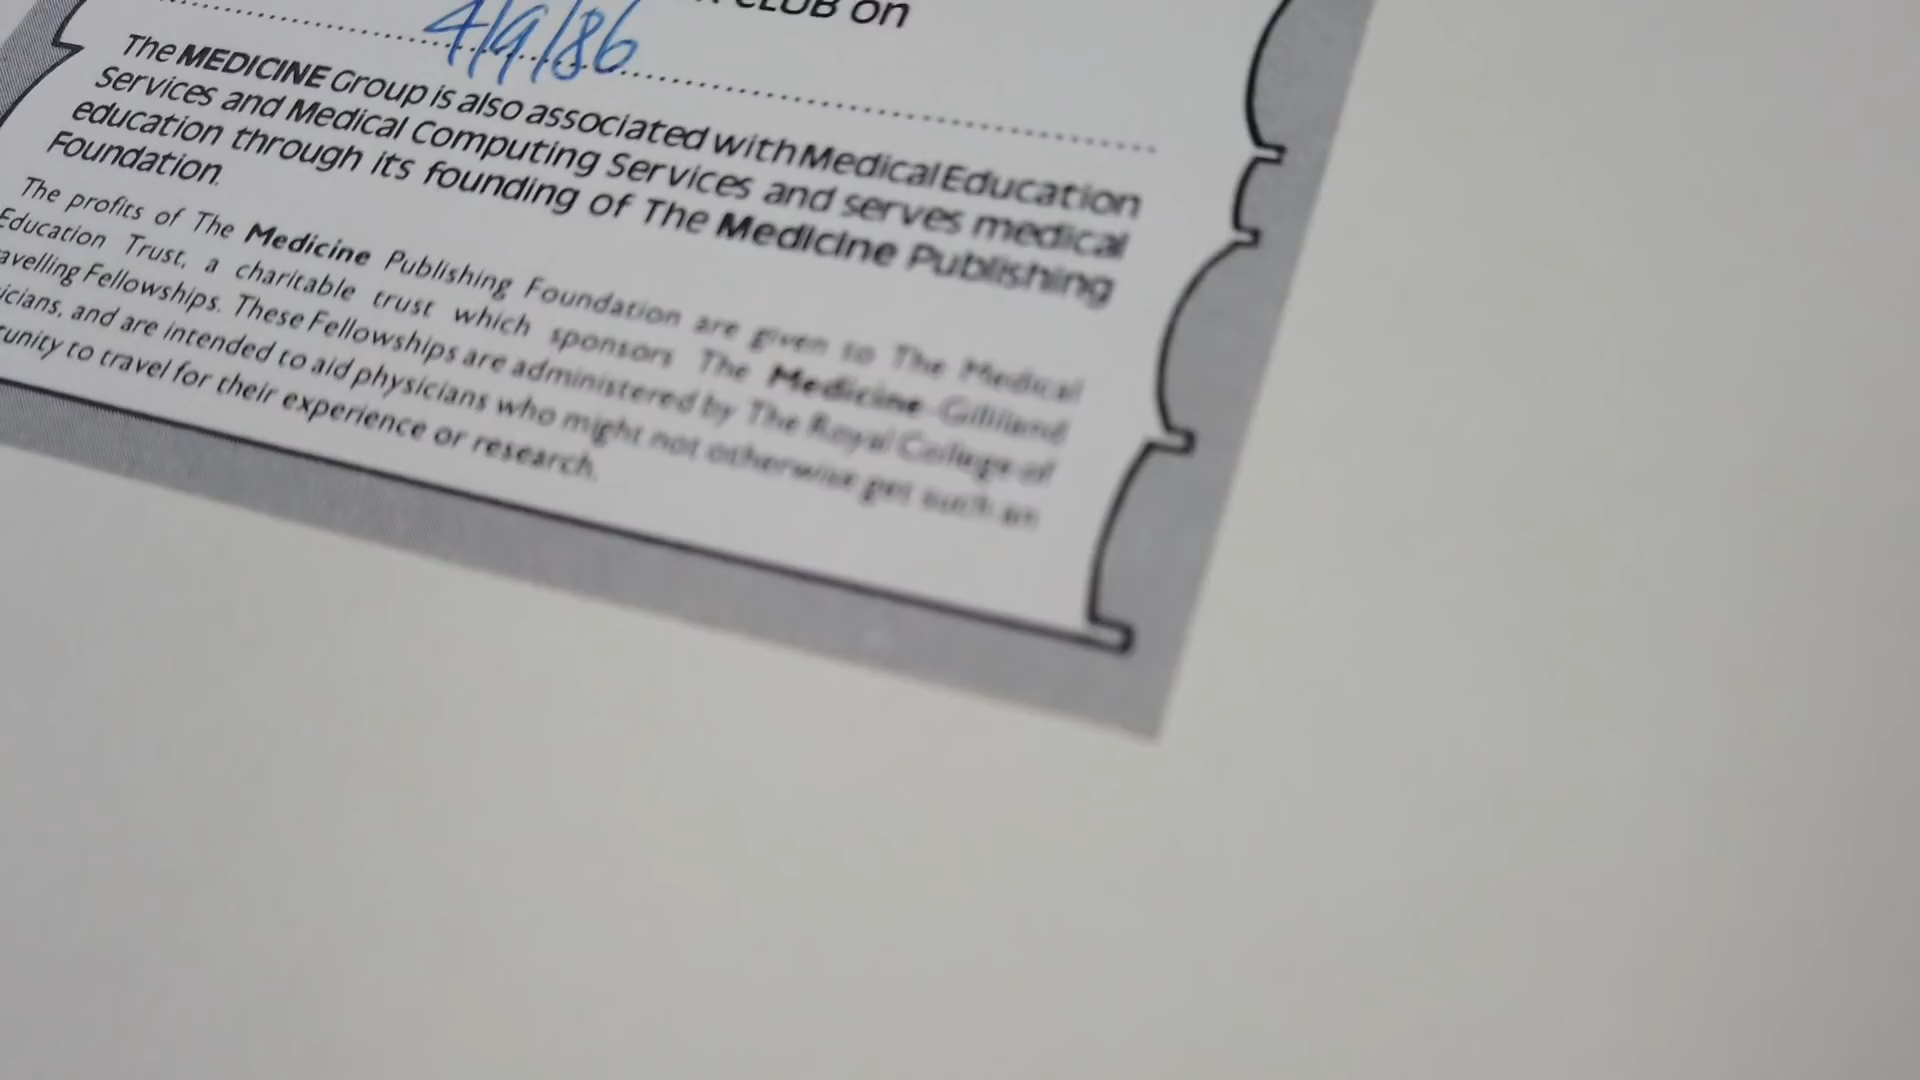 CLUB on
4/9/86
The MEDICINE Group is also associated with Medical Education
Services and Medical Computing Services and serves medical
education through its founding of The Medicine Publishing
Foundation.
The profits of The Medicine Publishing Foundation are given to The Medical
Education Trust, a charitable trust which sponsors The Medicine-Gilliland
avelling Fellowships. These Fellowships are administered by The Royal College of
icians, and are intended to aid physicians who might not otherwise get such an
unity to travel for their experience or research.